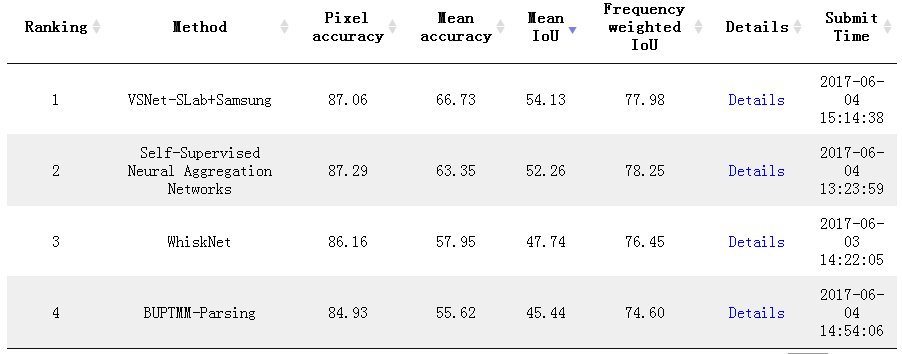 Ranking Method Pixel accuracy Mean accuracy Mean IoU Frequency weighted IoU Details Submit Time
1 VSNet-SLab+Samsung 87.06 66.73 54.13 77.98 Details 2017-06-04 15:14:38
2 Self-Supervised Neural Aggregation Networks 87.29 63.35 52.26 78.25 Details 2017-06-04 13:23:59
3 WhiskNet 86.16 57.95 47.74 76.45 Details 2017-06-03 14:22:05
4 BUPTMM-Parsing 84.93 55.62 45.44 74.60 Details 2017-06-04 14:54:06